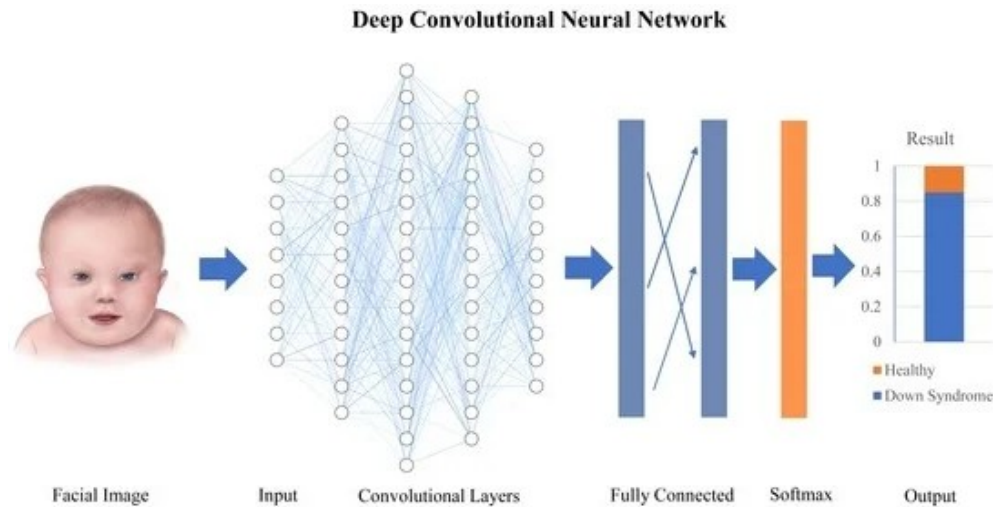 Deep Convolutional Neural Network
Result
1
0.8
0.6
0.4
0.2
0
Healthy
Down Syndrome
Facial Image
Input
Convolutional Layers
Fully Connected
Softmax
Output